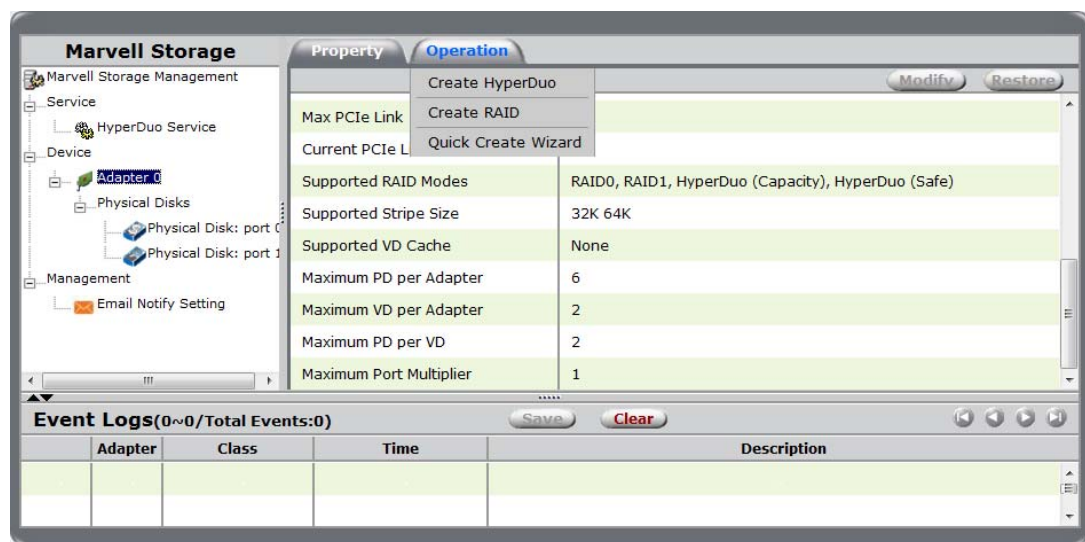 Marvell Storage
Marvell Storage Management
Service
HyperDuo Service
Device
Adapter 0
Physical Disks
Physical Disk: port
Physical Disk: port
Management
Email Notify Setting
Property Operation
Create HyperDuo
Create RAID
Quick Create Wizard
Modify Restore
Max PCIe Link
Current PCIe L
Supported RAID Modes RAID0, RAID1, HyperDuo (Capacity), HyperDuo (Safe)
Supported Stripe Size 32K 64K
Supported VD Cache None
Maximum PD per Adapter 6
Maximum VD per Adapter 2
Maximum PD per VD 2
Maximum Port Multiplier 1
Event Logs(0~0/Total Events:0) Save Clear
Adapter Class Time Description